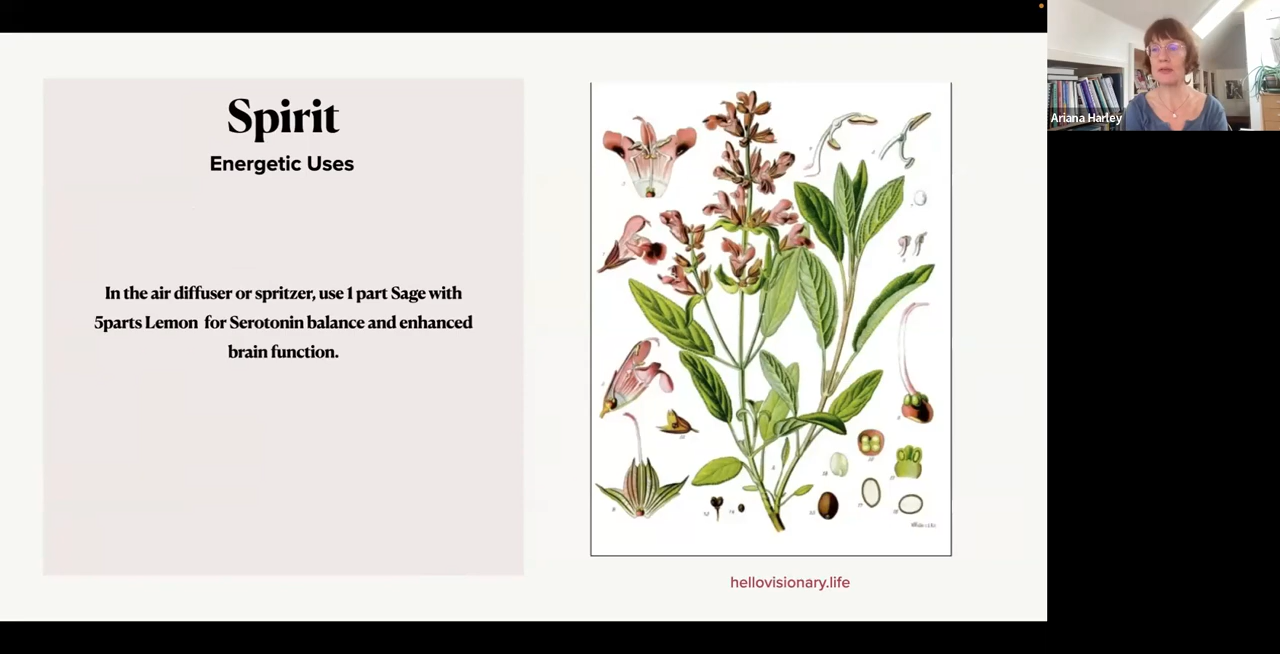 Spirit
Energetic Uses
In the air diffuser or spritzer, use 1 part Sage with
5parts Lemon for Serotonin balance and enhanced
brain function.
hellovisionary.life
Ariana Harley